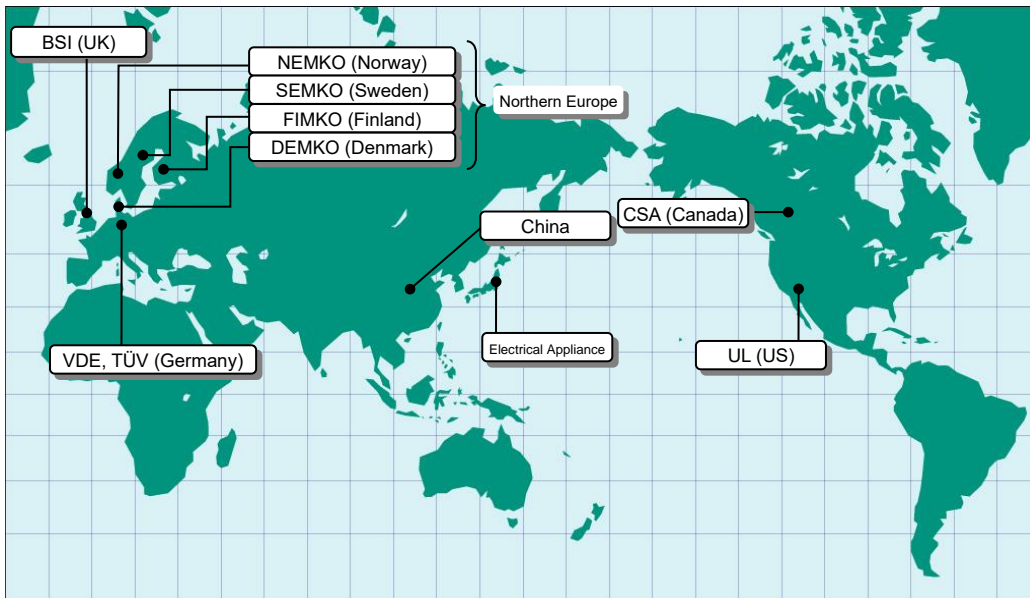 BSI (UK)
NEMKO (Norway)
SEMKO (Sweden)
FIMKO (Finland)
DEMKO (Denmark)
Northern Europe
China
CSA (Canada)
Electrical Appliance
VDE, TÜV (Germany)
UL (US)